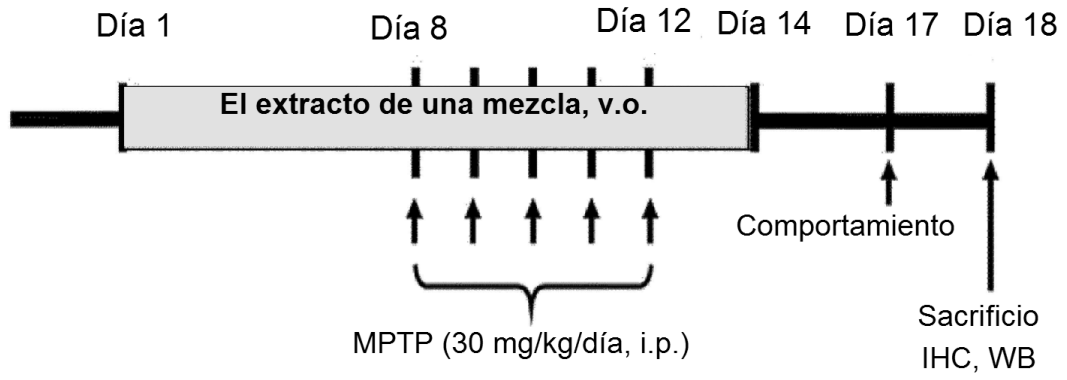 Día 1
Día 8
Día 12
Día 14
Día 17
Día 18
El extracto de una mezcla, v.o.
Comportamiento
MPTP (30 mg/kg/día, i.p.)
Sacrificio
IHC, WB